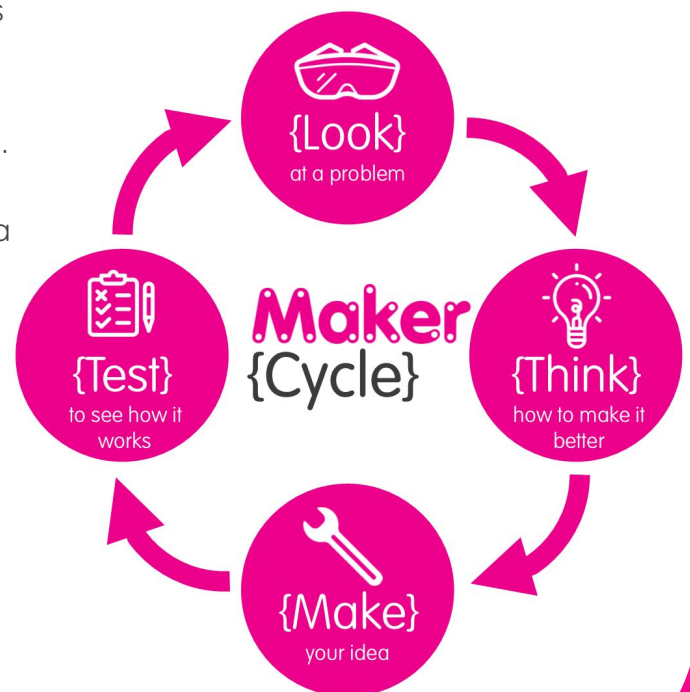 s
.
a
{Look}
at a problem
Maker
{Cycle}
{Think}
how to make it
better
{Make}
your idea
{Test}
to see how it
works